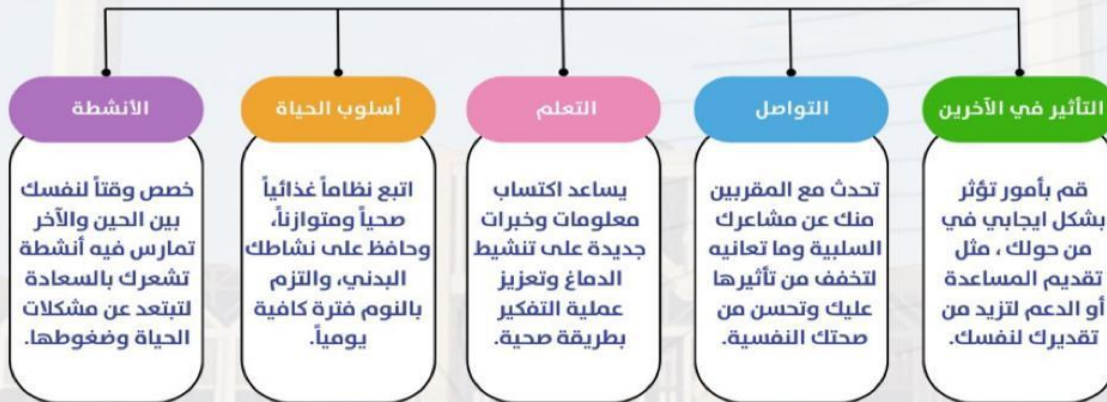 التأثير في الآخرين
قم بأمور تؤثر
بشكل ايجابي في
من حولك ، مثل
تقديم المساعدة
أو الدعم لتزيد من
تقديرك لنفسك.
التواصل
تحدث مع المقربين
منك عن مشاعرك
السلبية وما تعانيه
لتخفف من تأثيرها
عليك وتحسن من
صحتك النفسية.
التعلم
يساعد اكتساب
معلومات وخبرات
جديدة على تنشيط
الدماغ وتعزيز
عملية التفكير
بطريقة صحية.
أسلوب الحياة
اتبع نظاماً غذائياً
صحياً ومتوازناً،
وحافظ على نشاطك
البدني، والتزم
بالنوم فترة كافية
يومياً.
الأنشطة
خصص وقتاً لنفسك
بين الحين والآخر
تمارس فيه أنشطة
تشعرك بالسعادة
لتبتعد عن مشكلات
الحياة وضغوطها.